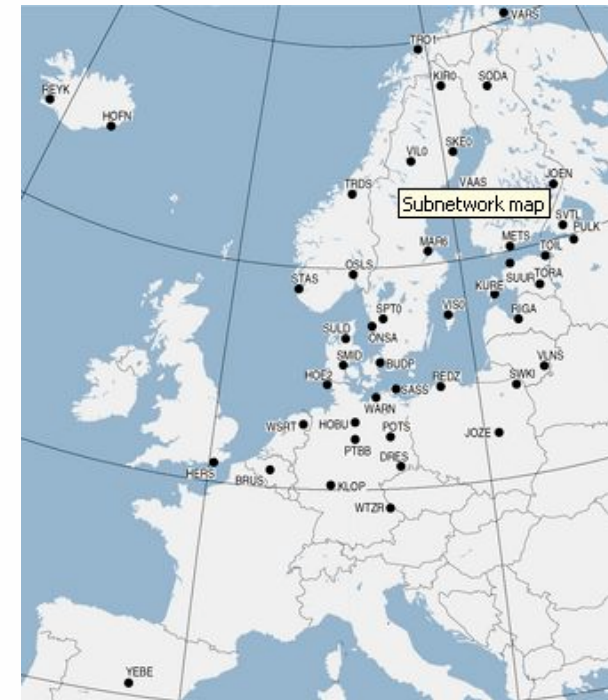 VARS
TRO1
KIR0
SODA
REYK
HOFN
SKE0
VIL0
JOEN
TRDS
VAAS
Subnetwork map
SVTL
PULK
METS
MAR6
TOIL
OSLS
STAS
SUUR
TORA
KURE
SPT0
VIS0
RIGA
SULD
ONSA
SMID
BUDP
VLNS
HOE2
SASS
REDZ
SWKI
WARN
WSRT
HOBU
POTS
JOZE
PTBB
DRES
HERS
BRUS
KLOP
WTZR
YEBE